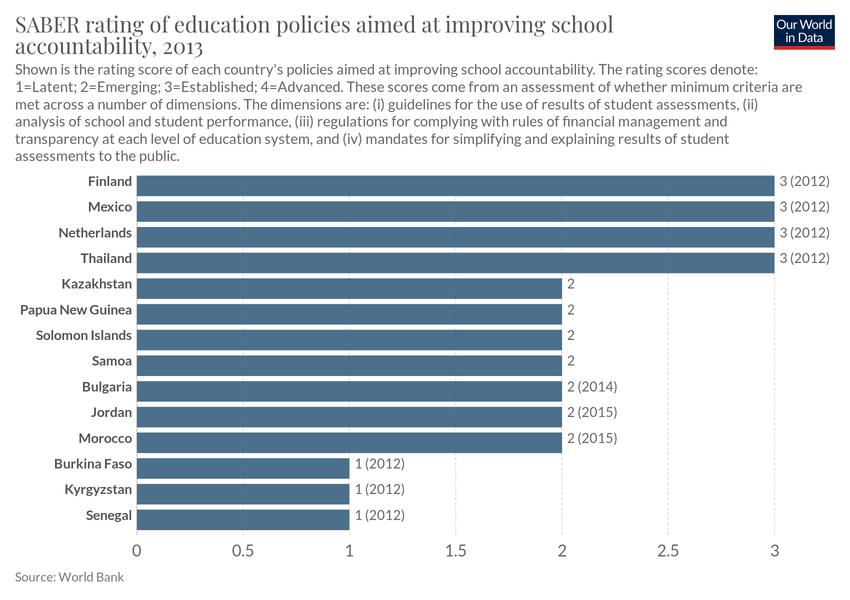 SABER rating of education policies aimed at improving school
accountability, 2013
Our World
in Data
Shown is the rating score of each country's policies aimed at improving school accountability. The rating scores denote:
1=Latent; 2=Emerging; 3=Established; 4=Advanced. These scores come from an assessment of whether minimum criteria are
met across a number of dimensions. The dimensions are: (i) guidelines for the use of results of student assessments, (ii)
analysis of school and student performance, (iii) regulations for complying with rules of financial management and
transparency at each level of education system, and (iv) mandates for simplifying and explaining results of student
assessments to the public.
Finland 3 (2012)
Mexico 3 (2012)
Netherlands 3 (2012)
Thailand 3 (2012)
Kazakhstan 2
Papua New Guinea 2
Solomon Islands 2
Samoa 2
Bulgaria 2 (2014)
Jordan 2 (2015)
Morocco 2 (2015)
Burkina Faso 1 (2012)
Kyrgyzstan 1 (2012)
Senegal 1 (2012)
0 0.5 1 1.5 2 2.5 3
Source: World Bank